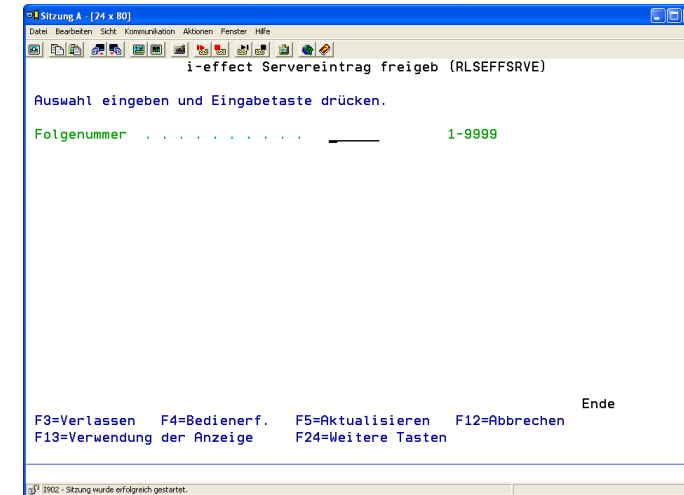 Sitzung A - [24 x 80]
Datei Bearbeiten Sicht Kommunikation Aktionen Fenster Hilfe
i-effect Servereintrag freigeb (RLSEFFSRVE)
Auswahl eingeben und Eingabetaste drücken.
Folgenummer . . . . . . . . . . 1-9999
Ende
F3=Verlassen F4=Bedienerf. F5=Aktualisieren F12=Abbrechen
F13=Verwendung der Anzeige F24=Weitere Tasten
I902 - Sitzung wurde erfolgreich gestartet.